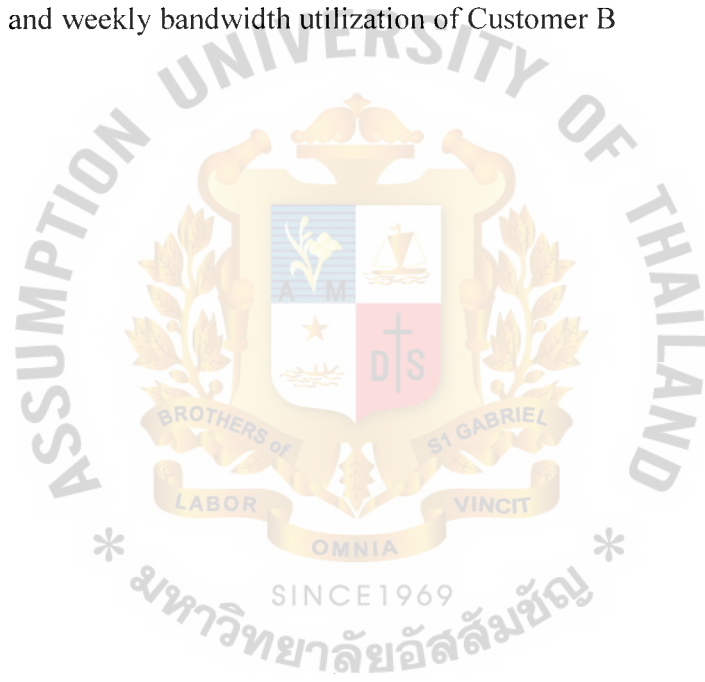 and weekly bandwidth utilization of Customer B
ASSUMPTION UNIVERSITY OF THAILAND
A M
D S
BROTHERS of
S1 GABRIEL
LABOR
OMNIA
VINCIT
SINCE1969
* มหาวิทยาลัยอัสสัมชัญ *